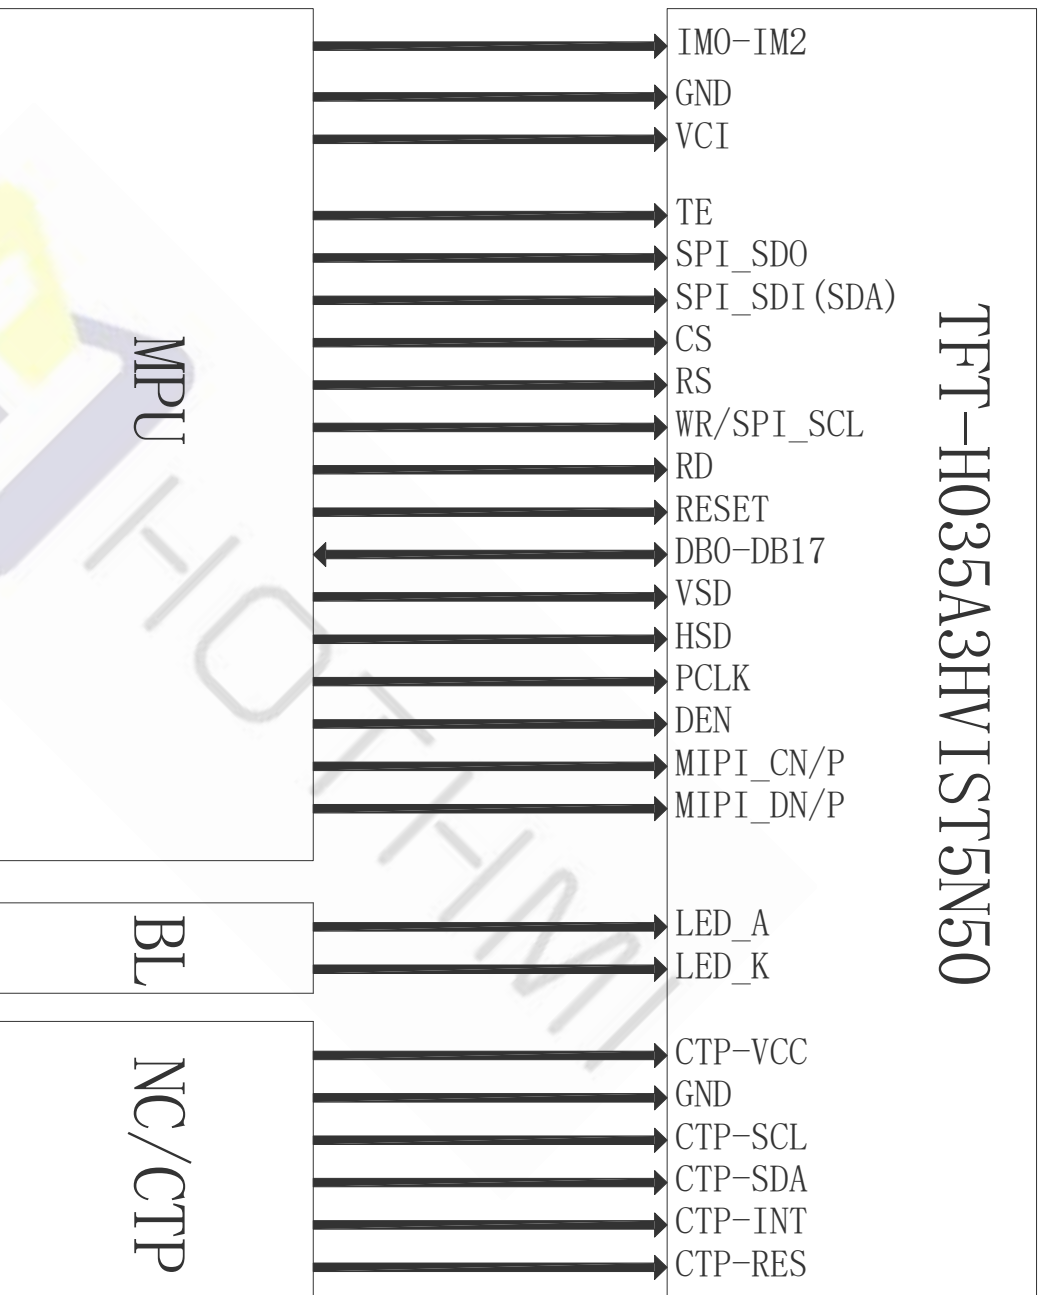 MPU
BL
NC/CTP
IM0-IM2
GND
VCI
TE
SPI_SDO
SPI_SDI(SDA)
CS
RS
WR/SPI_SCL
RD
RESET
DB0-DB17
VSD
HSD
PCLK
DEN
MIPI_CN/P
MIPI_DN/P
LED_A
LED_K
CTP-VCC
GND
CTP-SCL
CTP-SDA
CTP-INT
CTP-RES
TFT-H035A3HVIST5N50
HOTHMI